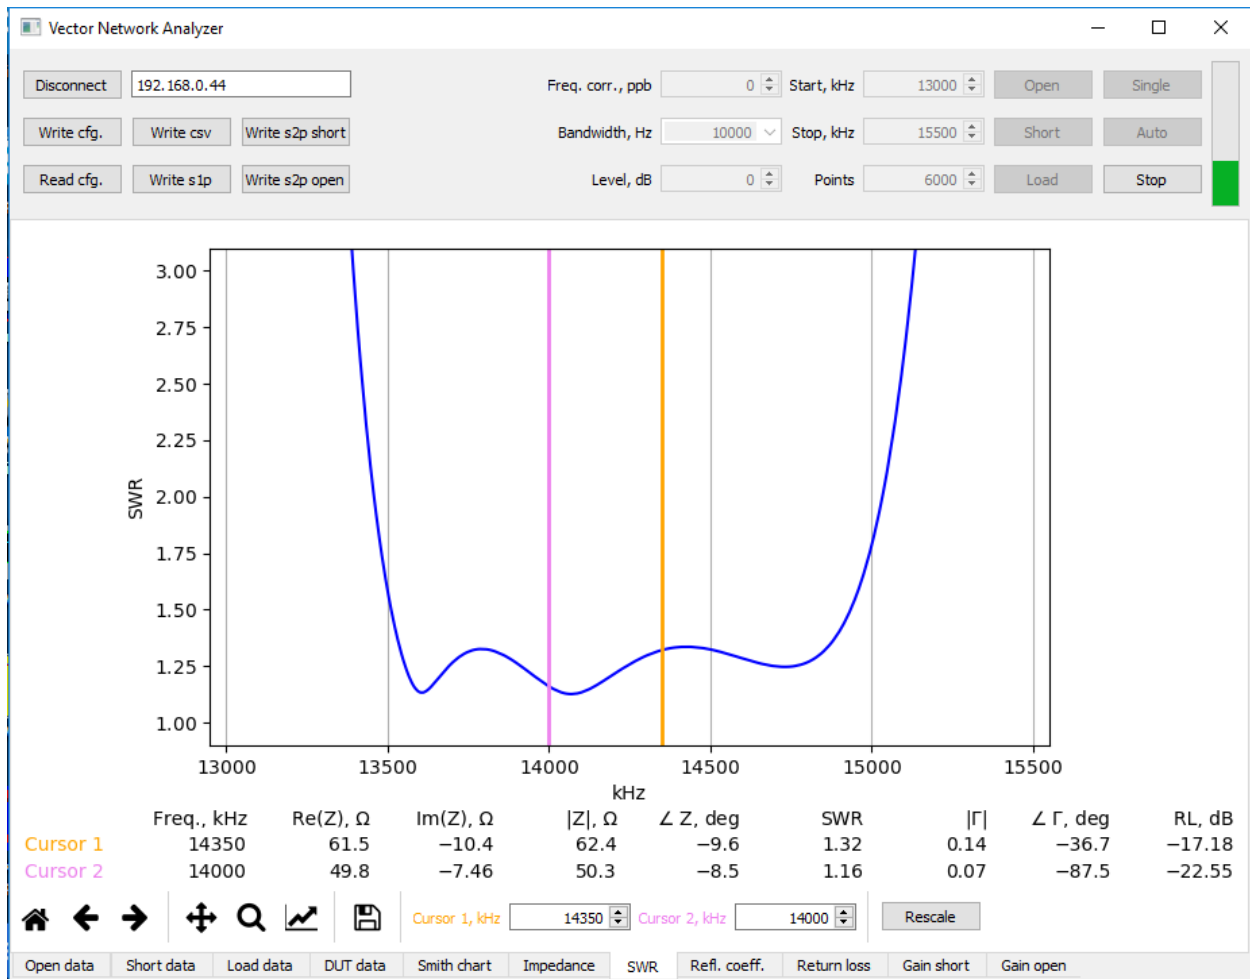 Vector Network Analyzer
Disconnect 192.168.0.44 Freq. corr., ppb 0 Start, kHz 13000 Open Single
Write cfg. Write csv Write s2p short Bandwidth, Hz 10000 Stop, kHz 15500 Short Auto
Read cfg. Write s1p Write s2p open Level, dB 0 Points 6000 Load Stop
3.00
2.75
2.50
2.25
2.00
1.75
1.50
1.25
1.00
SWR
13000 13500 14000 14500 15000 15500
kHz
Freq., kHz Re(Z), Ω Im(Z), Ω |Z|, Ω ∠ Z, deg SWR |Γ| ∠ Γ, deg RL, dB
Cursor 1 14350 61.5 −10.4 62.4 −9.6 1.32 0.14 −36.7 −17.18
Cursor 2 14000 49.8 −7.46 50.3 −8.5 1.16 0.07 −87.5 −22.55
Cursor 1, kHz 14350 Cursor 2, kHz 14000 Rescale
Open data Short data Load data DUT data Smith chart Impedance SWR Refl. coeff. Return loss Gain short Gain open